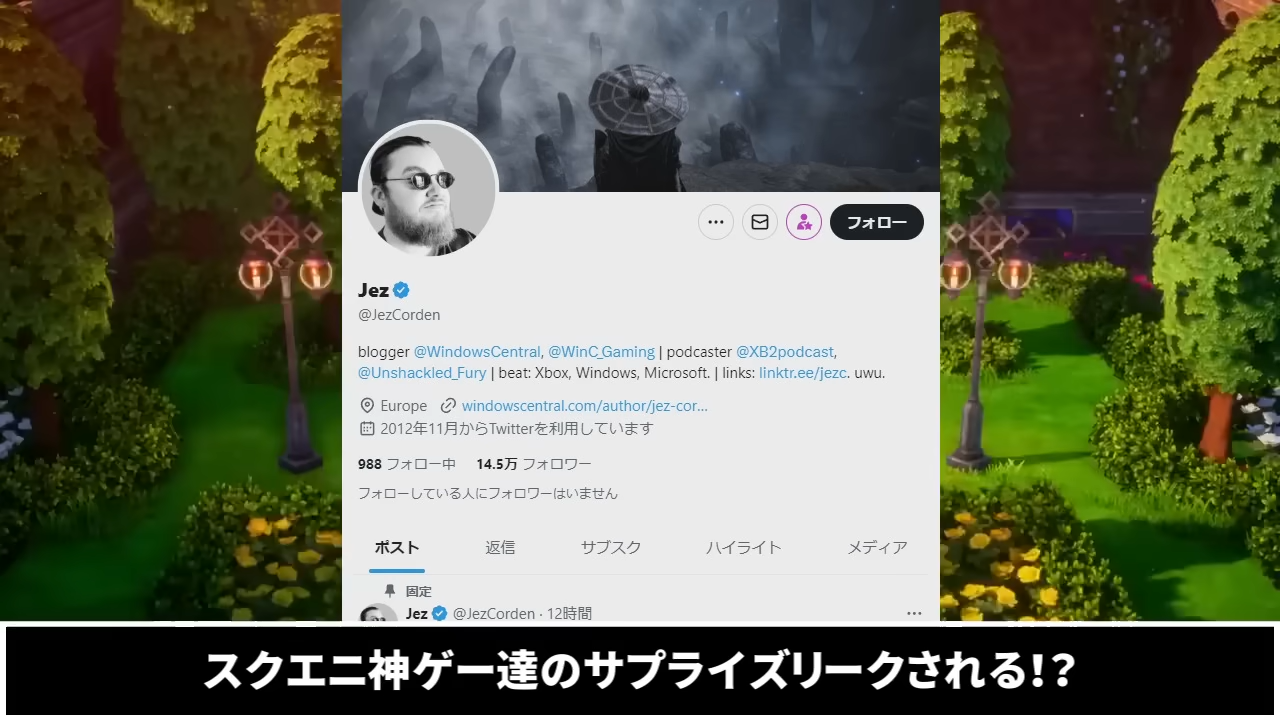 フォロー
Jez
@JezCorden
blogger @WindowsCentral, @WinC_Gaming | podcaster @XB2podcast,
@Unshackled_Fury | beat: Xbox, Windows, Microsoft. | links: linktr.ee/jezc. uwu.
Europe windowscentral.com/author/jez-cor…
2012年11月からTwitterを利用しています
988 フォロー中 14.5万 フォロワー
フォローしている人にフォロワーはいません
ポスト 返信 サブスク ハイライト メディア
固定
Jez @JezCorden · 12時間
スクエニ神ゲー達のサプライズリークされる!?